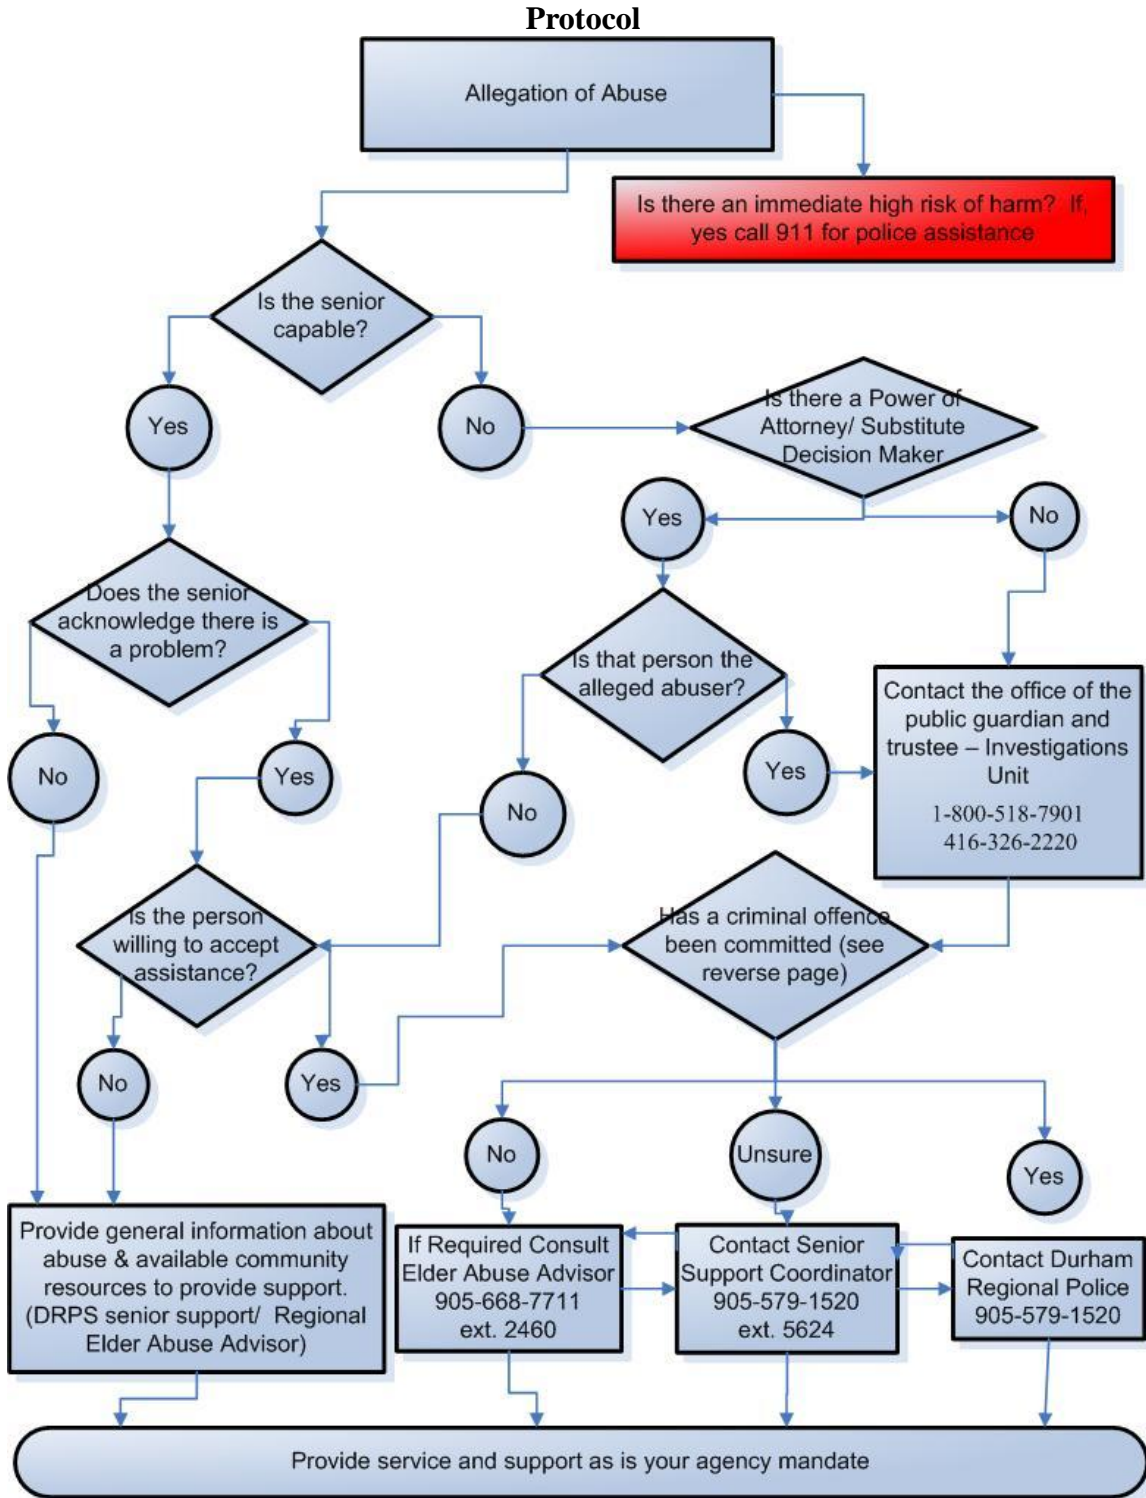 Protocol
Allegation of Abuse
Is there an immediate high risk of harm? If,
yes call 911 for police assistance
Is the senior
capable?
Yes
No
Is there a Power of
Attorney/ Substitute
Decision Maker
Yes
No
Does the senior
acknowledge there is
a problem?
Is that person the
alleged abuser?
Contact the office of the
public guardian and
trustee – Investigations
Unit
1-800-518-7901
416-326-2220
No
Yes
No
Yes
Is the person
willing to accept
assistance?
Has a criminal offence
been committed (see
reverse page)
No
Yes
No
Unsure
Yes
Provide general information about
abuse & available community
resources to provide support.
(DRPS senior support/ Regional
Elder Abuse Advisor)
If Required Consult
Elder Abuse Advisor
905-668-7711
ext. 2460
Contact Senior
Support Coordinator
905-579-1520
ext. 5624
Contact Durham
Regional Police
905-579-1520
Provide service and support as is your agency mandate